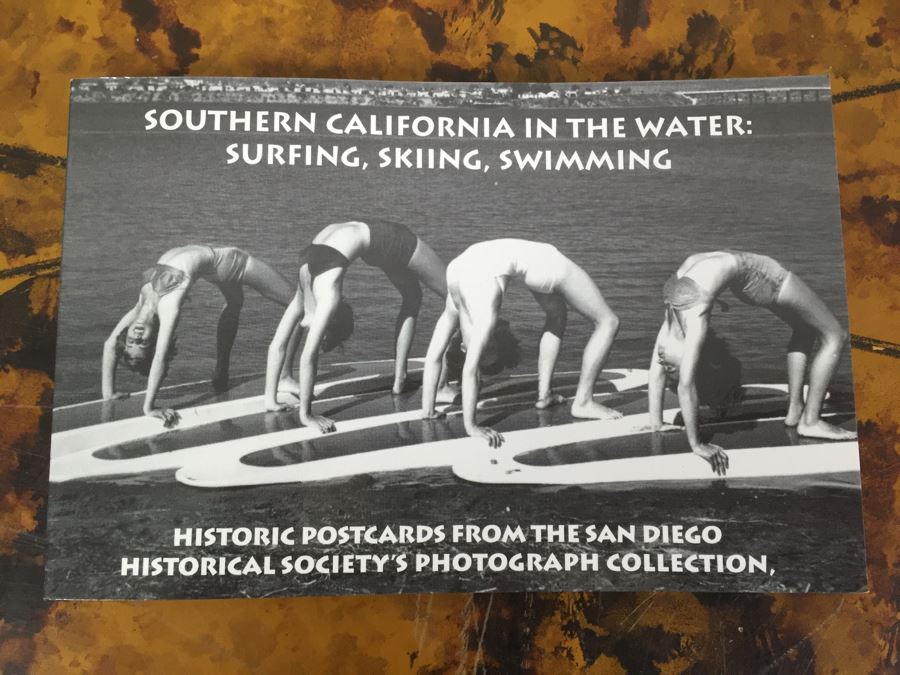 SOUTHERN CALIFORNIA IN THE WATER:
SURFING, SKIING, SWIMMING
HISTORIC POSTCARDS FROM THE SAN DIEGO
HISTORICAL SOCIETY'S PHOTOGRAPH COLLECTION,